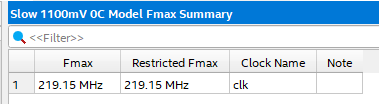 Slow 1100mV 0C Model Fmax Summary
<<Filter>>
Fmax Restricted Fmax Clock Name Note
1 219.15 MHz 219.15 MHz clk